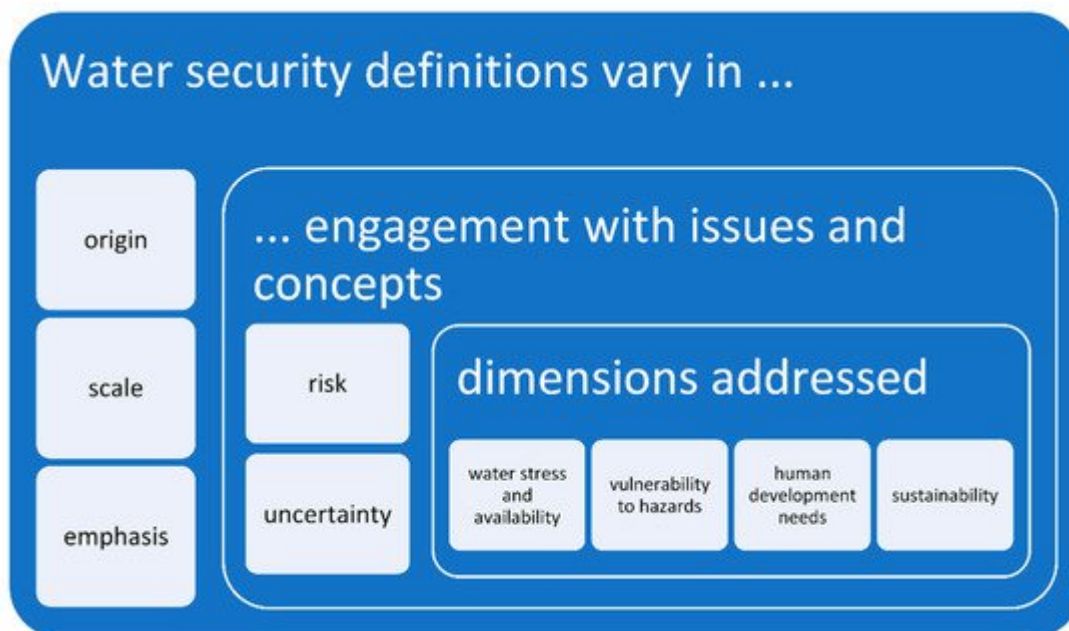 Water security definitions vary in ...
origin
scale
emphasis
... engagement with issues and
concepts
risk
uncertainty
dimensions addressed
water stress
and
availability
vulnerability
to hazards
human
development
needs
sustainability